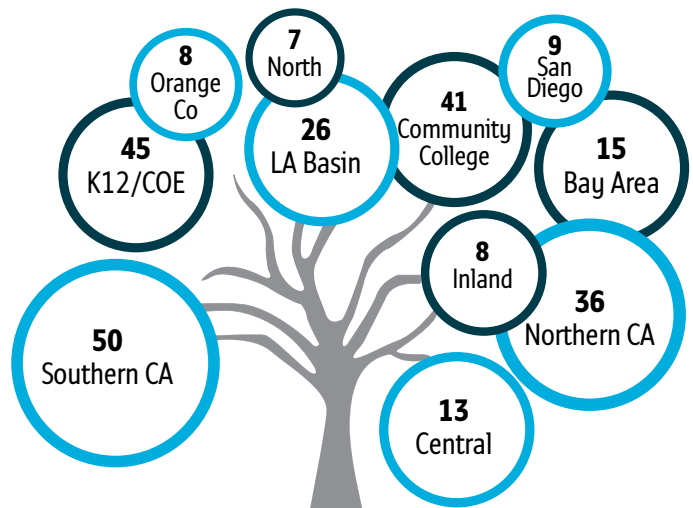 8
Orange
Co
7
North
9
San
Diego
45
K12/COE
26
LA Basin
41
Community
College
15
Bay Area
8
Inland
50
Southern CA
36
Northern CA
13
Central